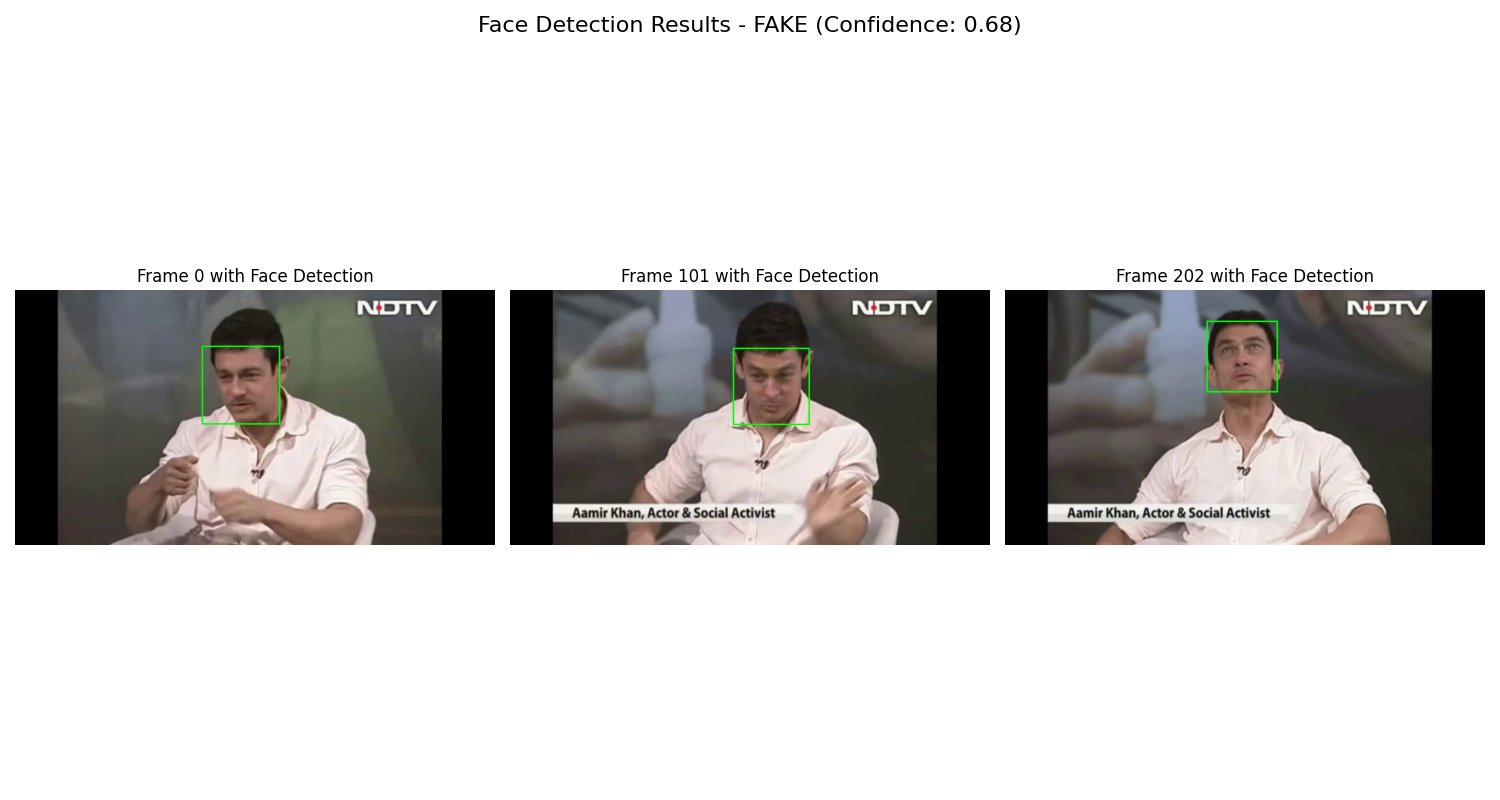 Face Detection Results - FAKE (Confidence: 0.68)
Frame 0 with Face Detection
NDTV
Frame 101 with Face Detection
NDTV
Aamir Khan, Actor & Social Activist
Frame 202 with Face Detection
NDTV
Aamir Khan, Actor & Social Activist